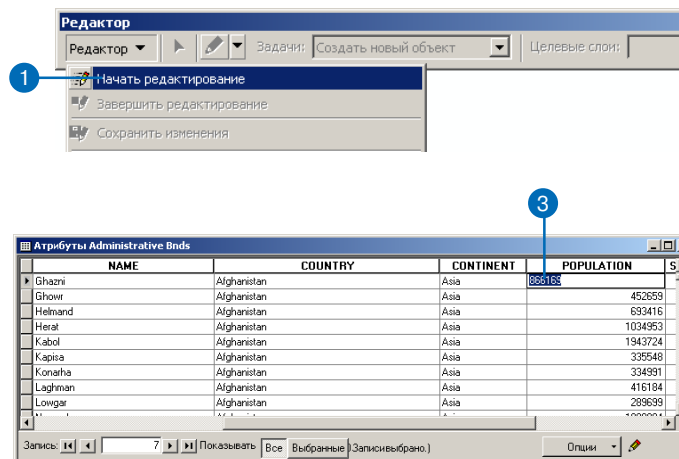 Редактор
Редактор Задачи: Создать новый объект Целевые слои:
1 Начать редактирование
Завершить редактирование
Сохранить изменения
3
Атрибуты Administrative Bnds
NAME COUNTRY CONTINENT POPULATION S
Ghazni Afghanistan Asia 866169
Ghowr Afghanistan Asia 452659
Helmand Afghanistan Asia 693416
Herat Afghanistan Asia 1034953
Kabol Afghanistan Asia 1943724
Kapisa Afghanistan Asia 335548
Konarha Afghanistan Asia 334991
Laghman Afghanistan Asia 416184
Lowgar Afghanistan Asia 289699
Запись: 7 Показывать Все Выбранные Записивыбрано.) Опции